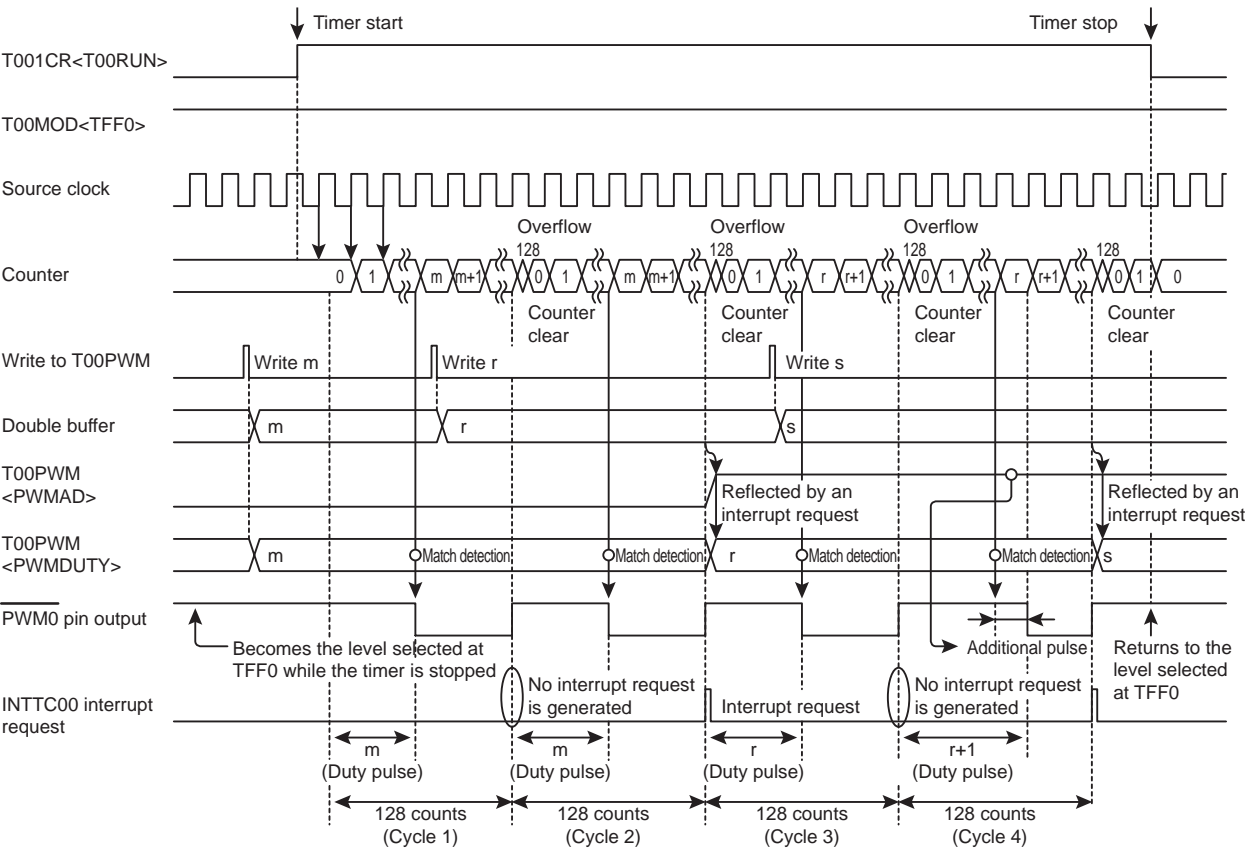 Timer start
Timer stop
T001CR<T00RUN>
T00MOD<TFF0>
Source clock
Overflow
Overflow
Overflow
128
128
128
128
Counter
0 1 m m+1 0 1 m m+1 0 1 r r+1 0 1 r r+1 0 1 0
Counter
clear
Counter
clear
Counter
clear
Counter
clear
Write to T00PWM
Write m
Write r
Write s
Double buffer
m
r
s
T00PWM
<PWMAD>
Reflected by an
interrupt request
Reflected by an
interrupt request
T00PWM
<PWMDUTY>
m
Match detection
Match detection
r
Match detection
Match detection
s
PWM0 pin output
Becomes the level selected at
TFF0 while the timer is stopped
Additional pulse
Returns to the
level selected
at TFF0
INTTC00 interrupt
request
No interrupt request
is generated
Interrupt request
No interrupt request
is generated
m
(Duty pulse)
m
(Duty pulse)
r
(Duty pulse)
r+1
(Duty pulse)
128 counts
(Cycle 1)
128 counts
(Cycle 2)
128 counts
(Cycle 3)
128 counts
(Cycle 4)